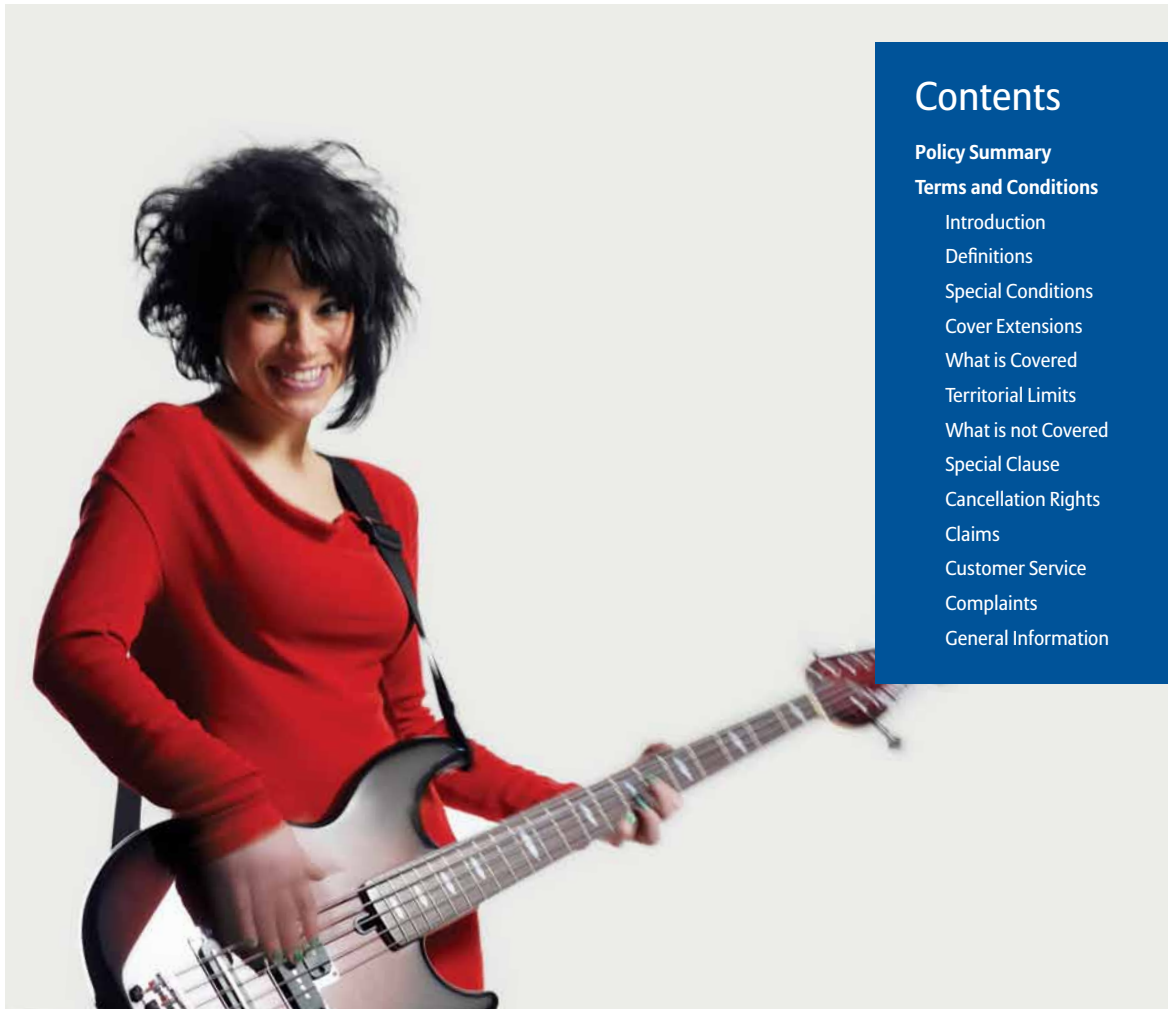 Contents
Policy Summary
Terms and Conditions
Introduction
Definitions
Special Conditions
Cover Extensions
What is Covered
Territorial Limits
What is not Covered
Special Clause
Cancellation Rights
Claims
Customer Service
Complaints
General Information